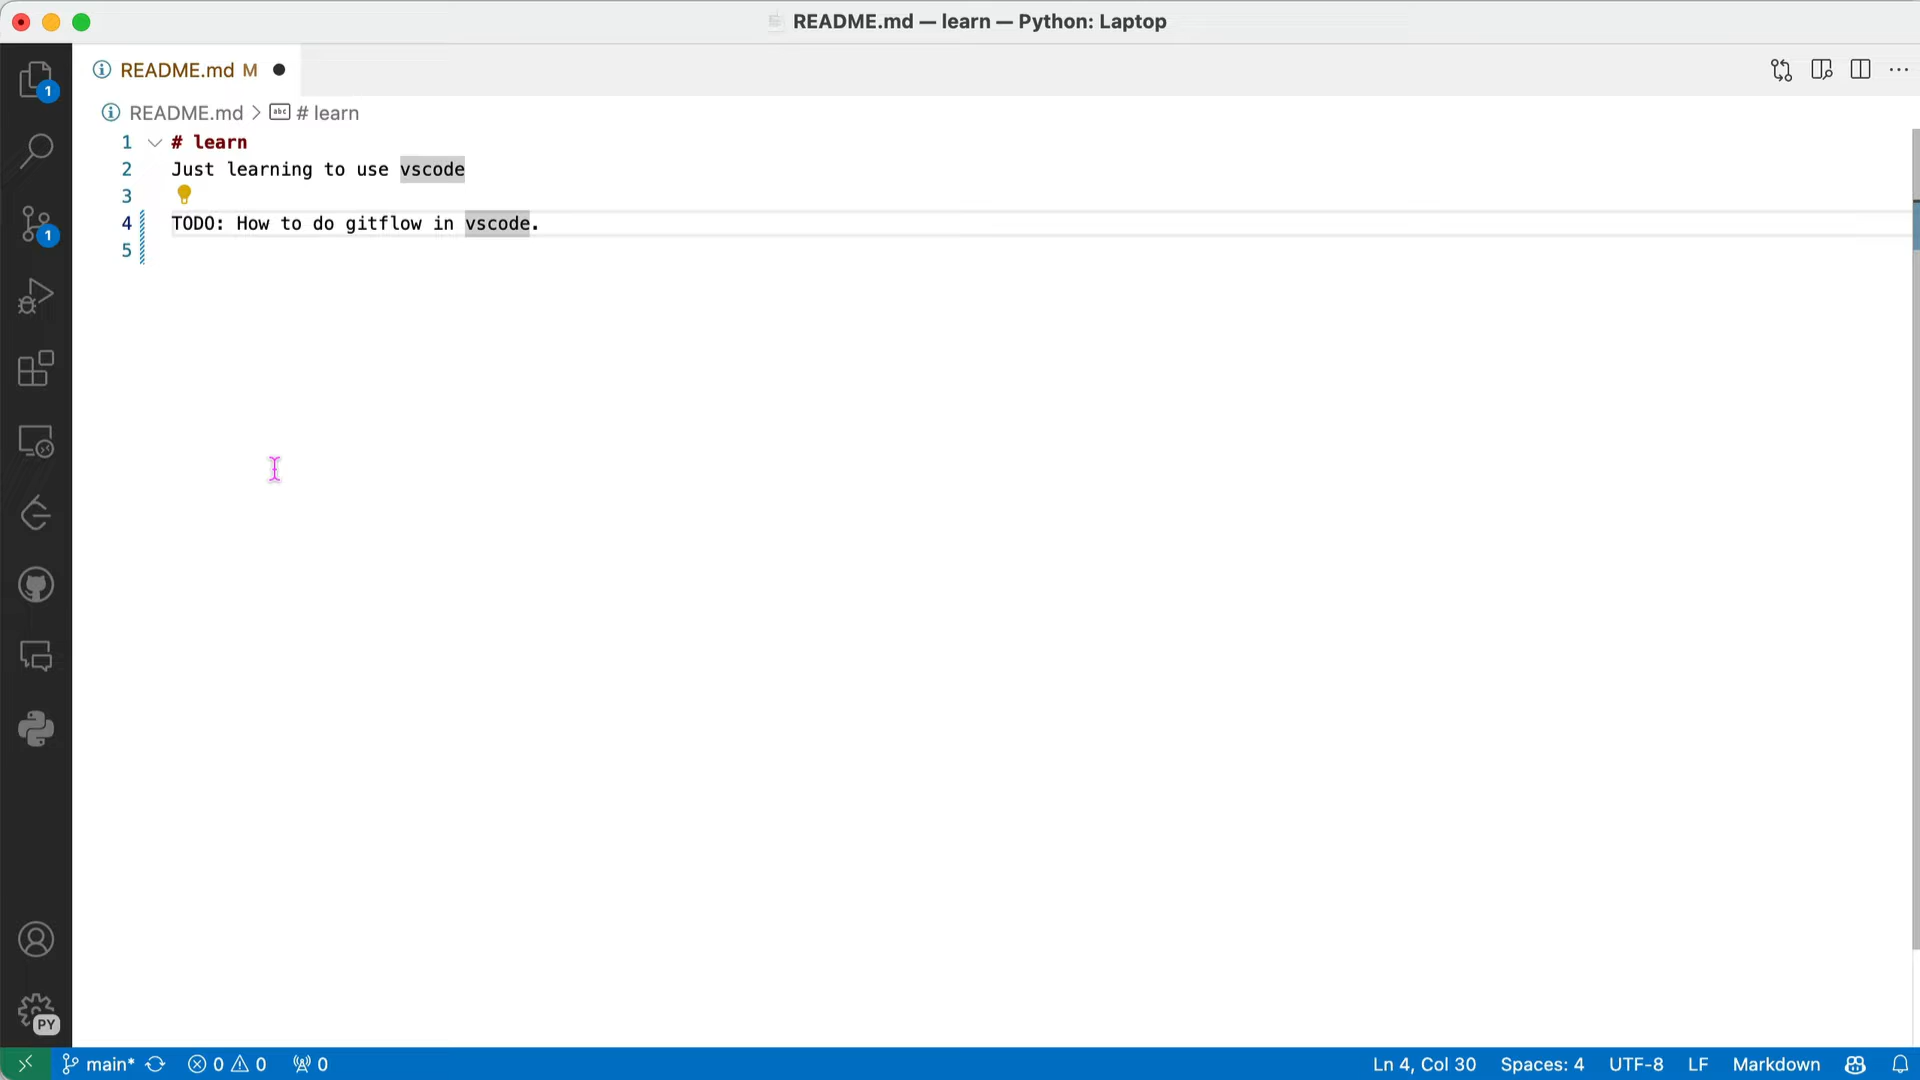 README.md — learn — Python: Laptop
README.md M
README.md > # learn
1 # learn
2 Just learning to use vscode
3
4 TODO: How to do gitflow in vscode.
5
1
1
PY
main* 0 0 0 Ln 4, Col 30 Spaces: 4 UTF-8 LF Markdown